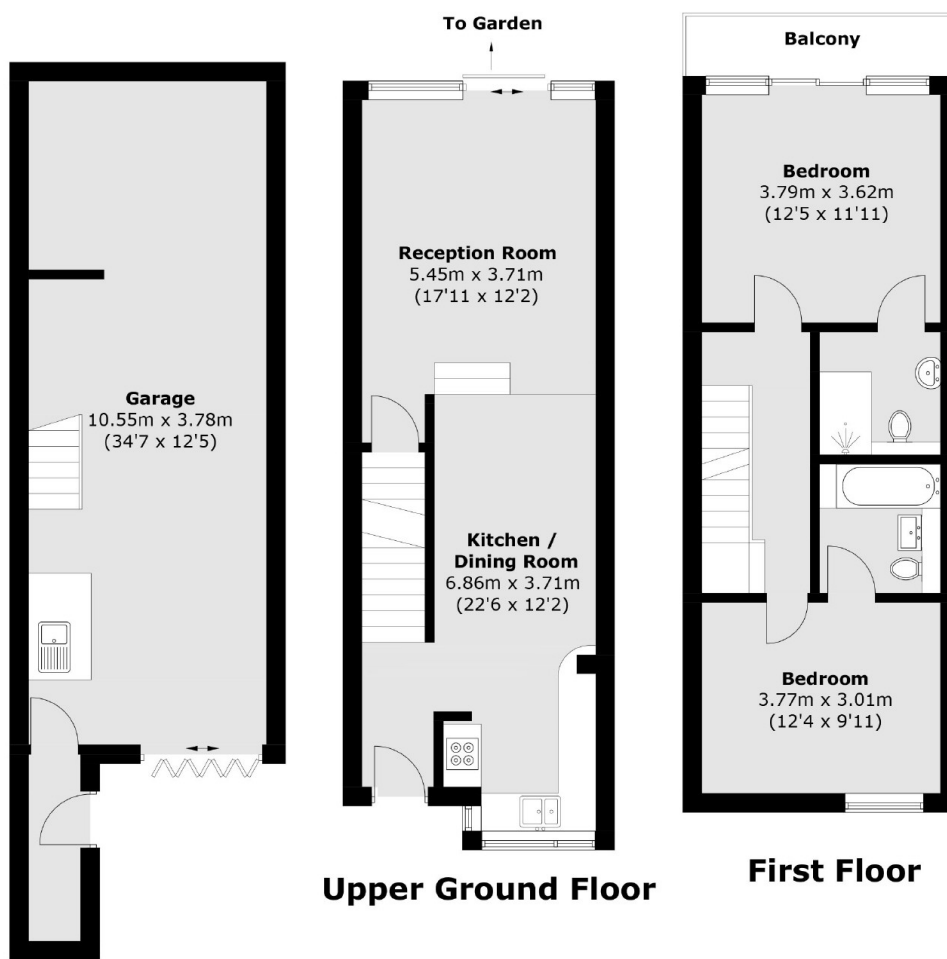 Garage
10.55m x 3.78m
(34'7 x 12'5)
To Garden
Reception Room
5.45m x 3.71m
(17'11 x 12'2)
Kitchen /
Dining Room
6.86m x 3.71m
(22'6 x 12'2)
Upper Ground Floor
Balcony
Bedroom
3.79m x 3.62m
(12'5 x 11'11)
Bedroom
3.77m x 3.01m
(12'4 x 9'11)
First Floor